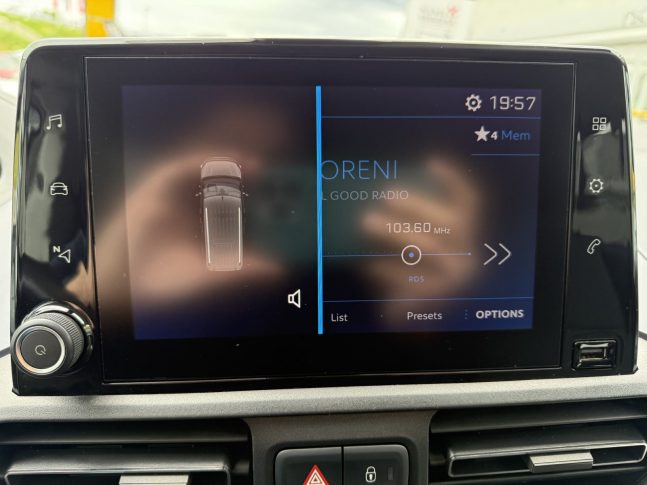 19:57
4 Mem
ORENI
L GOOD RADIO
103.60 MHz
RDS
List
Presets
OPTIONS
N